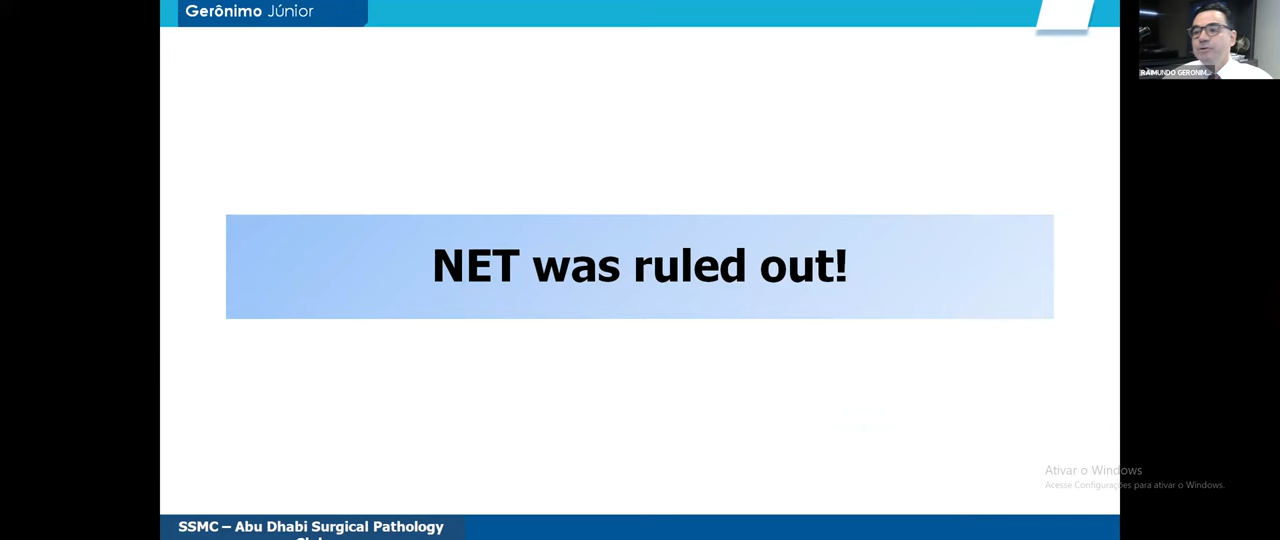 Gerônimo Júnior
RAIMUNDO GERONIM...
NET was ruled out!
Ativar o Windows
Acesse Configurações para ativar o Windows.
SSMC – Abu Dhabi Surgical Pathology